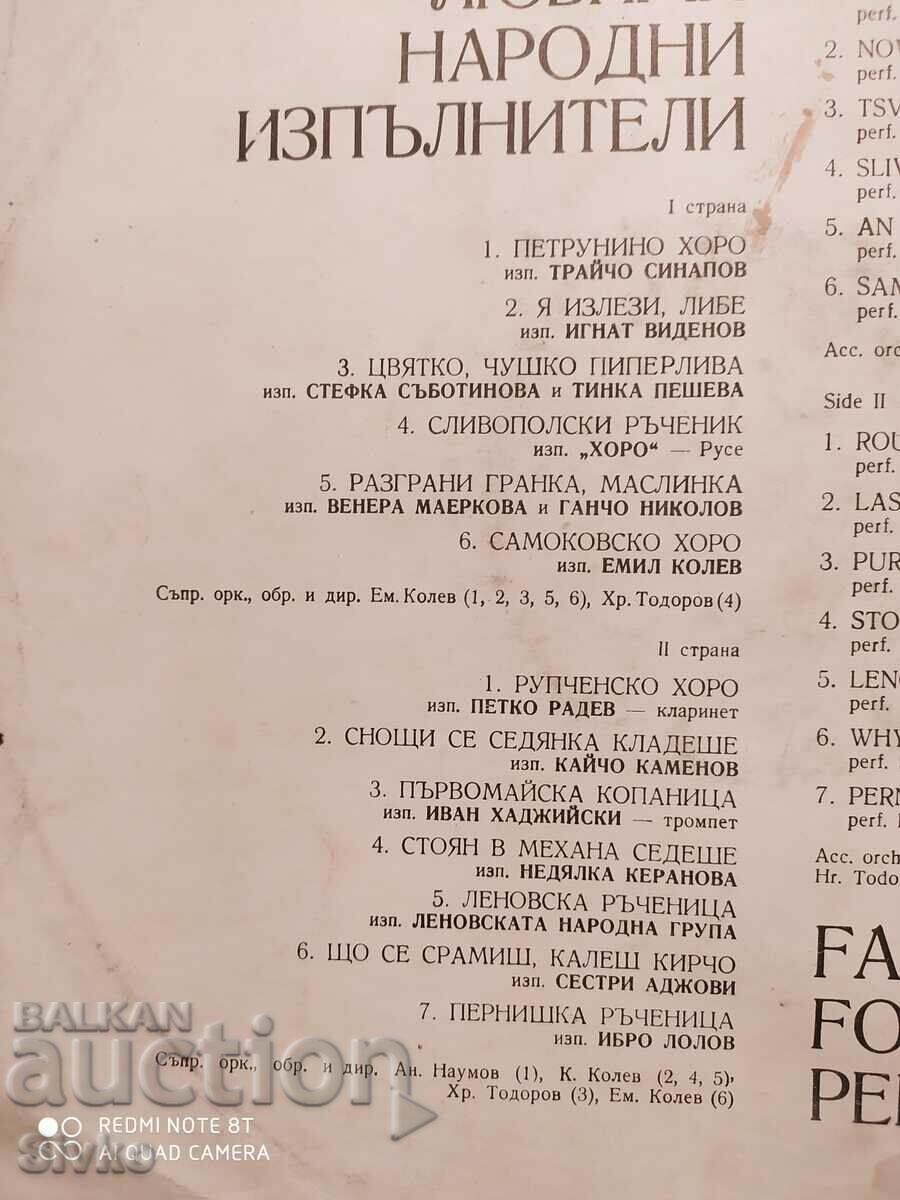 НАРОДНИ
ИЗПЪЛНИТЕЛИ
I страна
1. ПЕТРУНИНО ХОРО
изп. ТРАЙЧО СИНАПОВ
2. Я ИЗЛЕЗИ, ЛИБЕ
изп. ИГНАТ ВИДЕНОВ
3. ЦВЯТКО, ЧУШКО ПИПЕРЛИВА
изп. СТЕФКА СЪБОТИНОВА и ТИНКА ПЕШЕВА
4. СЛИВОПОЛСКИ РЪЧЕНИК
изп. „ХОРО“ — Русе
5. РАЗГРАНИ ГРАНКА, МАСЛИНКА
изп. ВЕНЕРА МАЕРКОВА и ГАНЧО НИКОЛОВ
6. САМОКОВСКО ХОРО
изп. ЕМИЛ КОЛЕВ
Съпр. орк., обр. и дир. Ем. Колев (1, 2, 3, 5, 6), Хр. Тодоров (4)
II страна
1. РУПЧЕНСКО ХОРО
изп. ПЕТКО РАДЕВ — кларинет
2. СНОЩИ СЕ СЕДЯНКА КЛАДЕШЕ
изп. КАЙЧО КАМЕНОВ
3. ПЪРВОМАЙСКА КОПАНИЦА
изп. ИВАН ХАДЖИЙСКИ — тромпет
4. СТОЯН В МЕХАНА СЕДЕШЕ
изп. НЕДЯЛКА КЕРАНОВА
5. ЛЕНОВСКА РЪЧЕНИЦА
изп. ЛЕНОВСКАТА НАРОДНА ГРУПА
6. ЩО СЕ СРАМИШ, КАЛЕШ КИРЧО
изп. СЕСТРИ АДЖОВИ
7. ПЕРНИШКА РЪЧЕНИЦА
изп. ИБРО ЛОЛОВ
Съпр. орк., обр. и дир. Ан. Наумов (1), К. Колев (2, 4, 5),
Хр. Тодоров (3), Ем. Колев (6)
perf.
2. NOV
perf.
3. TSV
perf.
4. SLIV
perf.
5. AN
perf.
6. SAM
perf.
Acc. orc
Side II
1. ROU
perf.
2. LAS
perf.
3. PUR
perf.
4. STO
perf.
5. LEN
perf.
6. WHY
perf.
7. PERN
perf.
Acc. orch
Hr. Todo
FA
FO
PE
BALKAN
auction
REDMI NOTE 8T
AI QUAD CAMERA
Sivko